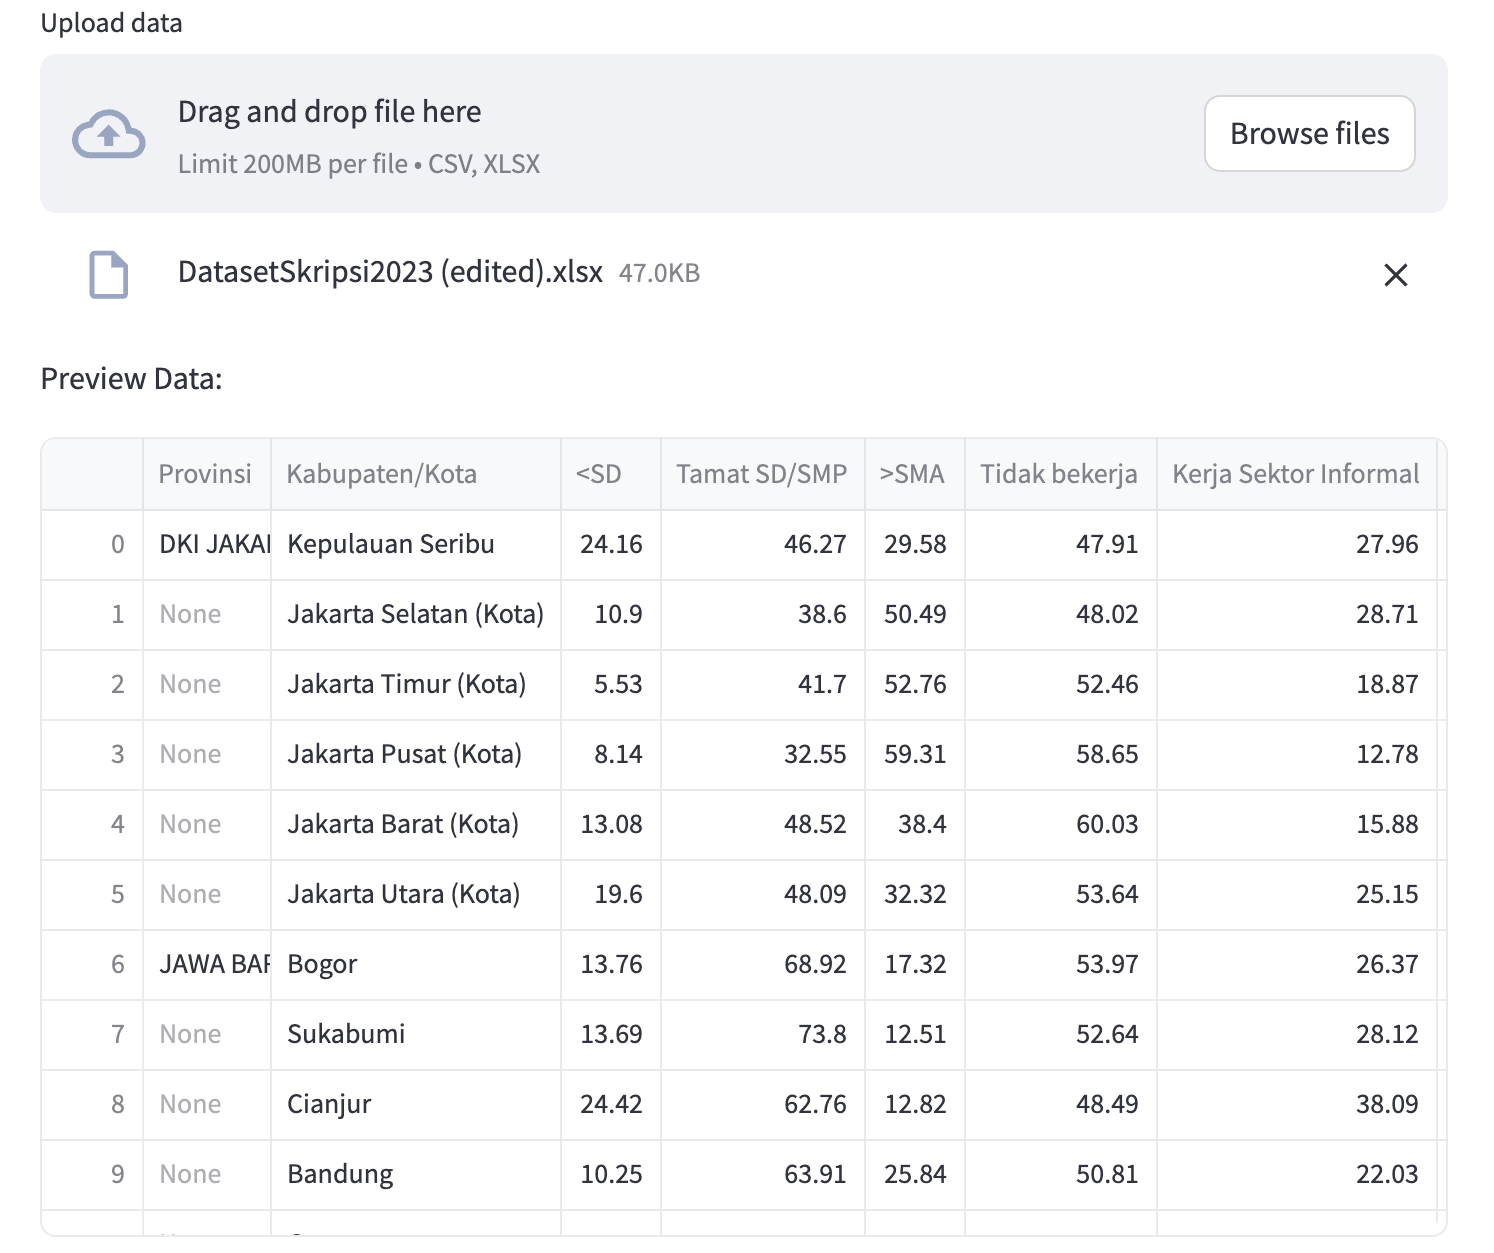 Upload data
Drag and drop file here
Limit 200MB per file • CSV, XLSX
Browse files
DatasetSkripsi2023 (edited).xlsx 47.0KB
Preview Data:
Provinsi Kabupaten/Kota <SD Tamat SD/SMP >SMA Tidak bekerja Kerja Sektor Informal
0 DKI Kepulauan Seribu 24.16 46.27 29.58 47.91 27.96
1 None Jakarta Selatan (Kota) 10.9 38.6 50.49 48.02 28.71
2 None Jakarta Timur (Kota) 5.53 41.7 52.76 52.46 18.87
3 None Jakarta Pusat (Kota) 8.14 32.55 59.31 58.65 12.78
4 None Jakarta Barat (Kota) 13.08 48.52 38.4 60.03 15.88
5 None Jakarta Utara (Kota) 19.6 48.09 32.32 53.64 25.15
6 JAWA Bogor 13.76 68.92 17.32 53.97 26.37
7 None Sukabumi 13.69 73.8 12.51 52.64 28.12
8 None Cianjur 24.42 62.76 12.82 48.49 38.09
9 None Bandung 10.25 63.91 25.84 50.81 22.03